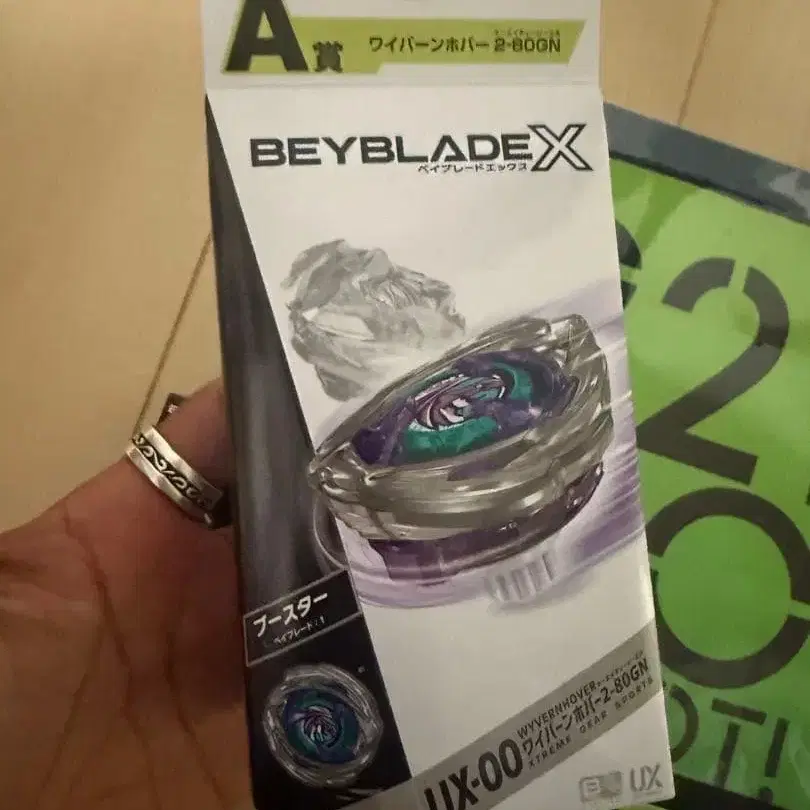 A賞 ワイバーンホバー 2-80GN
BEYBLADE X
ベイブレードエックス
ブースター
ベイブレード:1
WYVERNHOVER
UX-00 ワイバーンホバー2-80GN
XTREME GEAR SPORTS
UX
G2
OT!